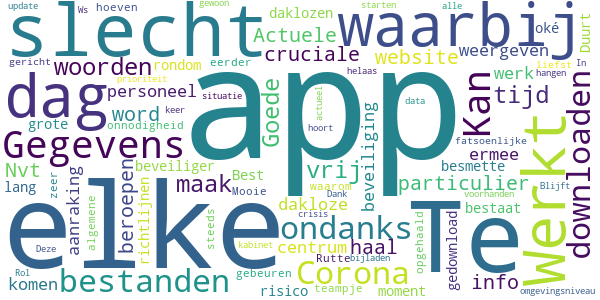 update Ws hoeven daklozen starten gewoon alle
slecht app waarbij
gericht eerder Actuele oké weergeven Duurt
woorden rondom cruciale website
In liefst hangen
prioriteit helaas
dag personeel Goede Kan werk tijd
situatie data
word grote onnodigheid keer actueel hoort
beveiliging fatsoenlijke
Gegevens beveiliger vrij besmette downloaden
Nvt Best ermee
lang zeer aanraking beroepen richtlijnen maak Mooie waarom particulier
voorhanden
dakloze Dank bestaat Werkt
elke Te
algemene steeds ondanks opgehaald gedownload Blijft
Deze crisis
centrum haal info
kabinet
komen bestanden gebeuren Corona Rutte bijladen moment
Rol risico teampje omgevingsniveau